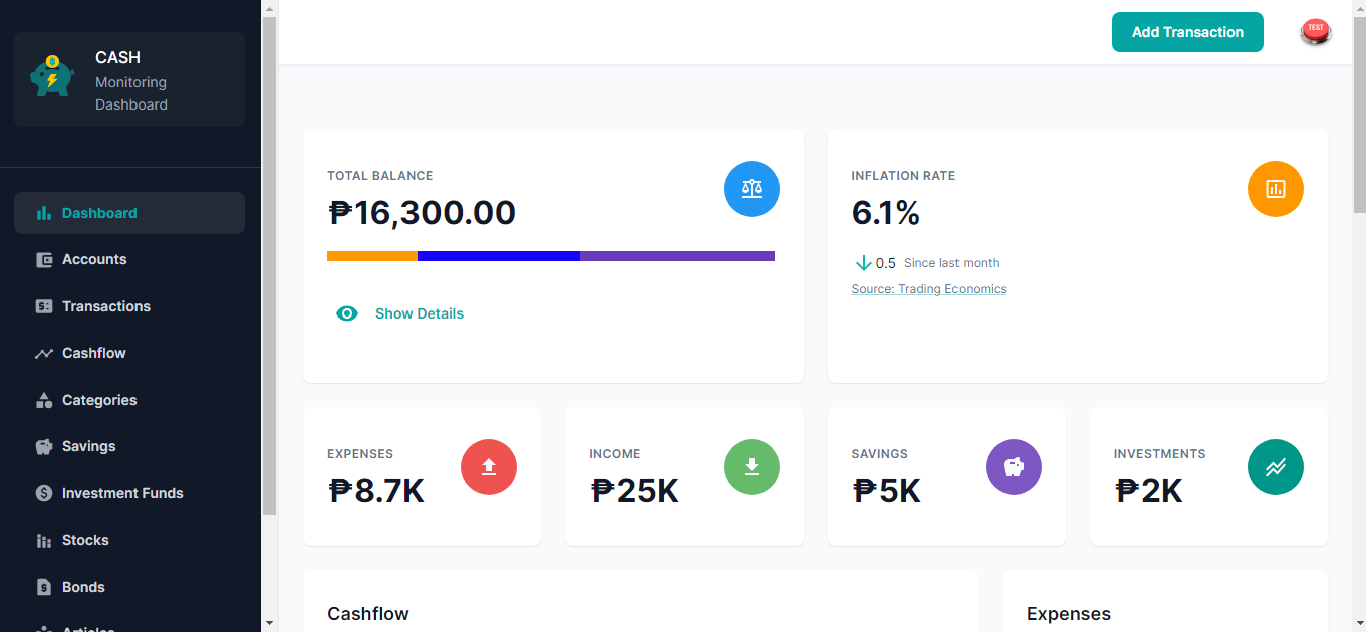 CASH
Monitoring
Dashboard
Dashboard
Accounts
Transactions
Cashflow
Categories
Savings
Investment Funds
Stocks
Bonds
Articles
Add Transaction
TEST
TOTAL BALANCE
₱16,300.00
Show Details
INFLATION RATE
6.1%
0.5 Since last month
Source: Trading Economics
EXPENSES
₱8.7K
INCOME
₱25K
SAVINGS
₱5K
INVESTMENTS
₱2K
Cashflow
Expenses